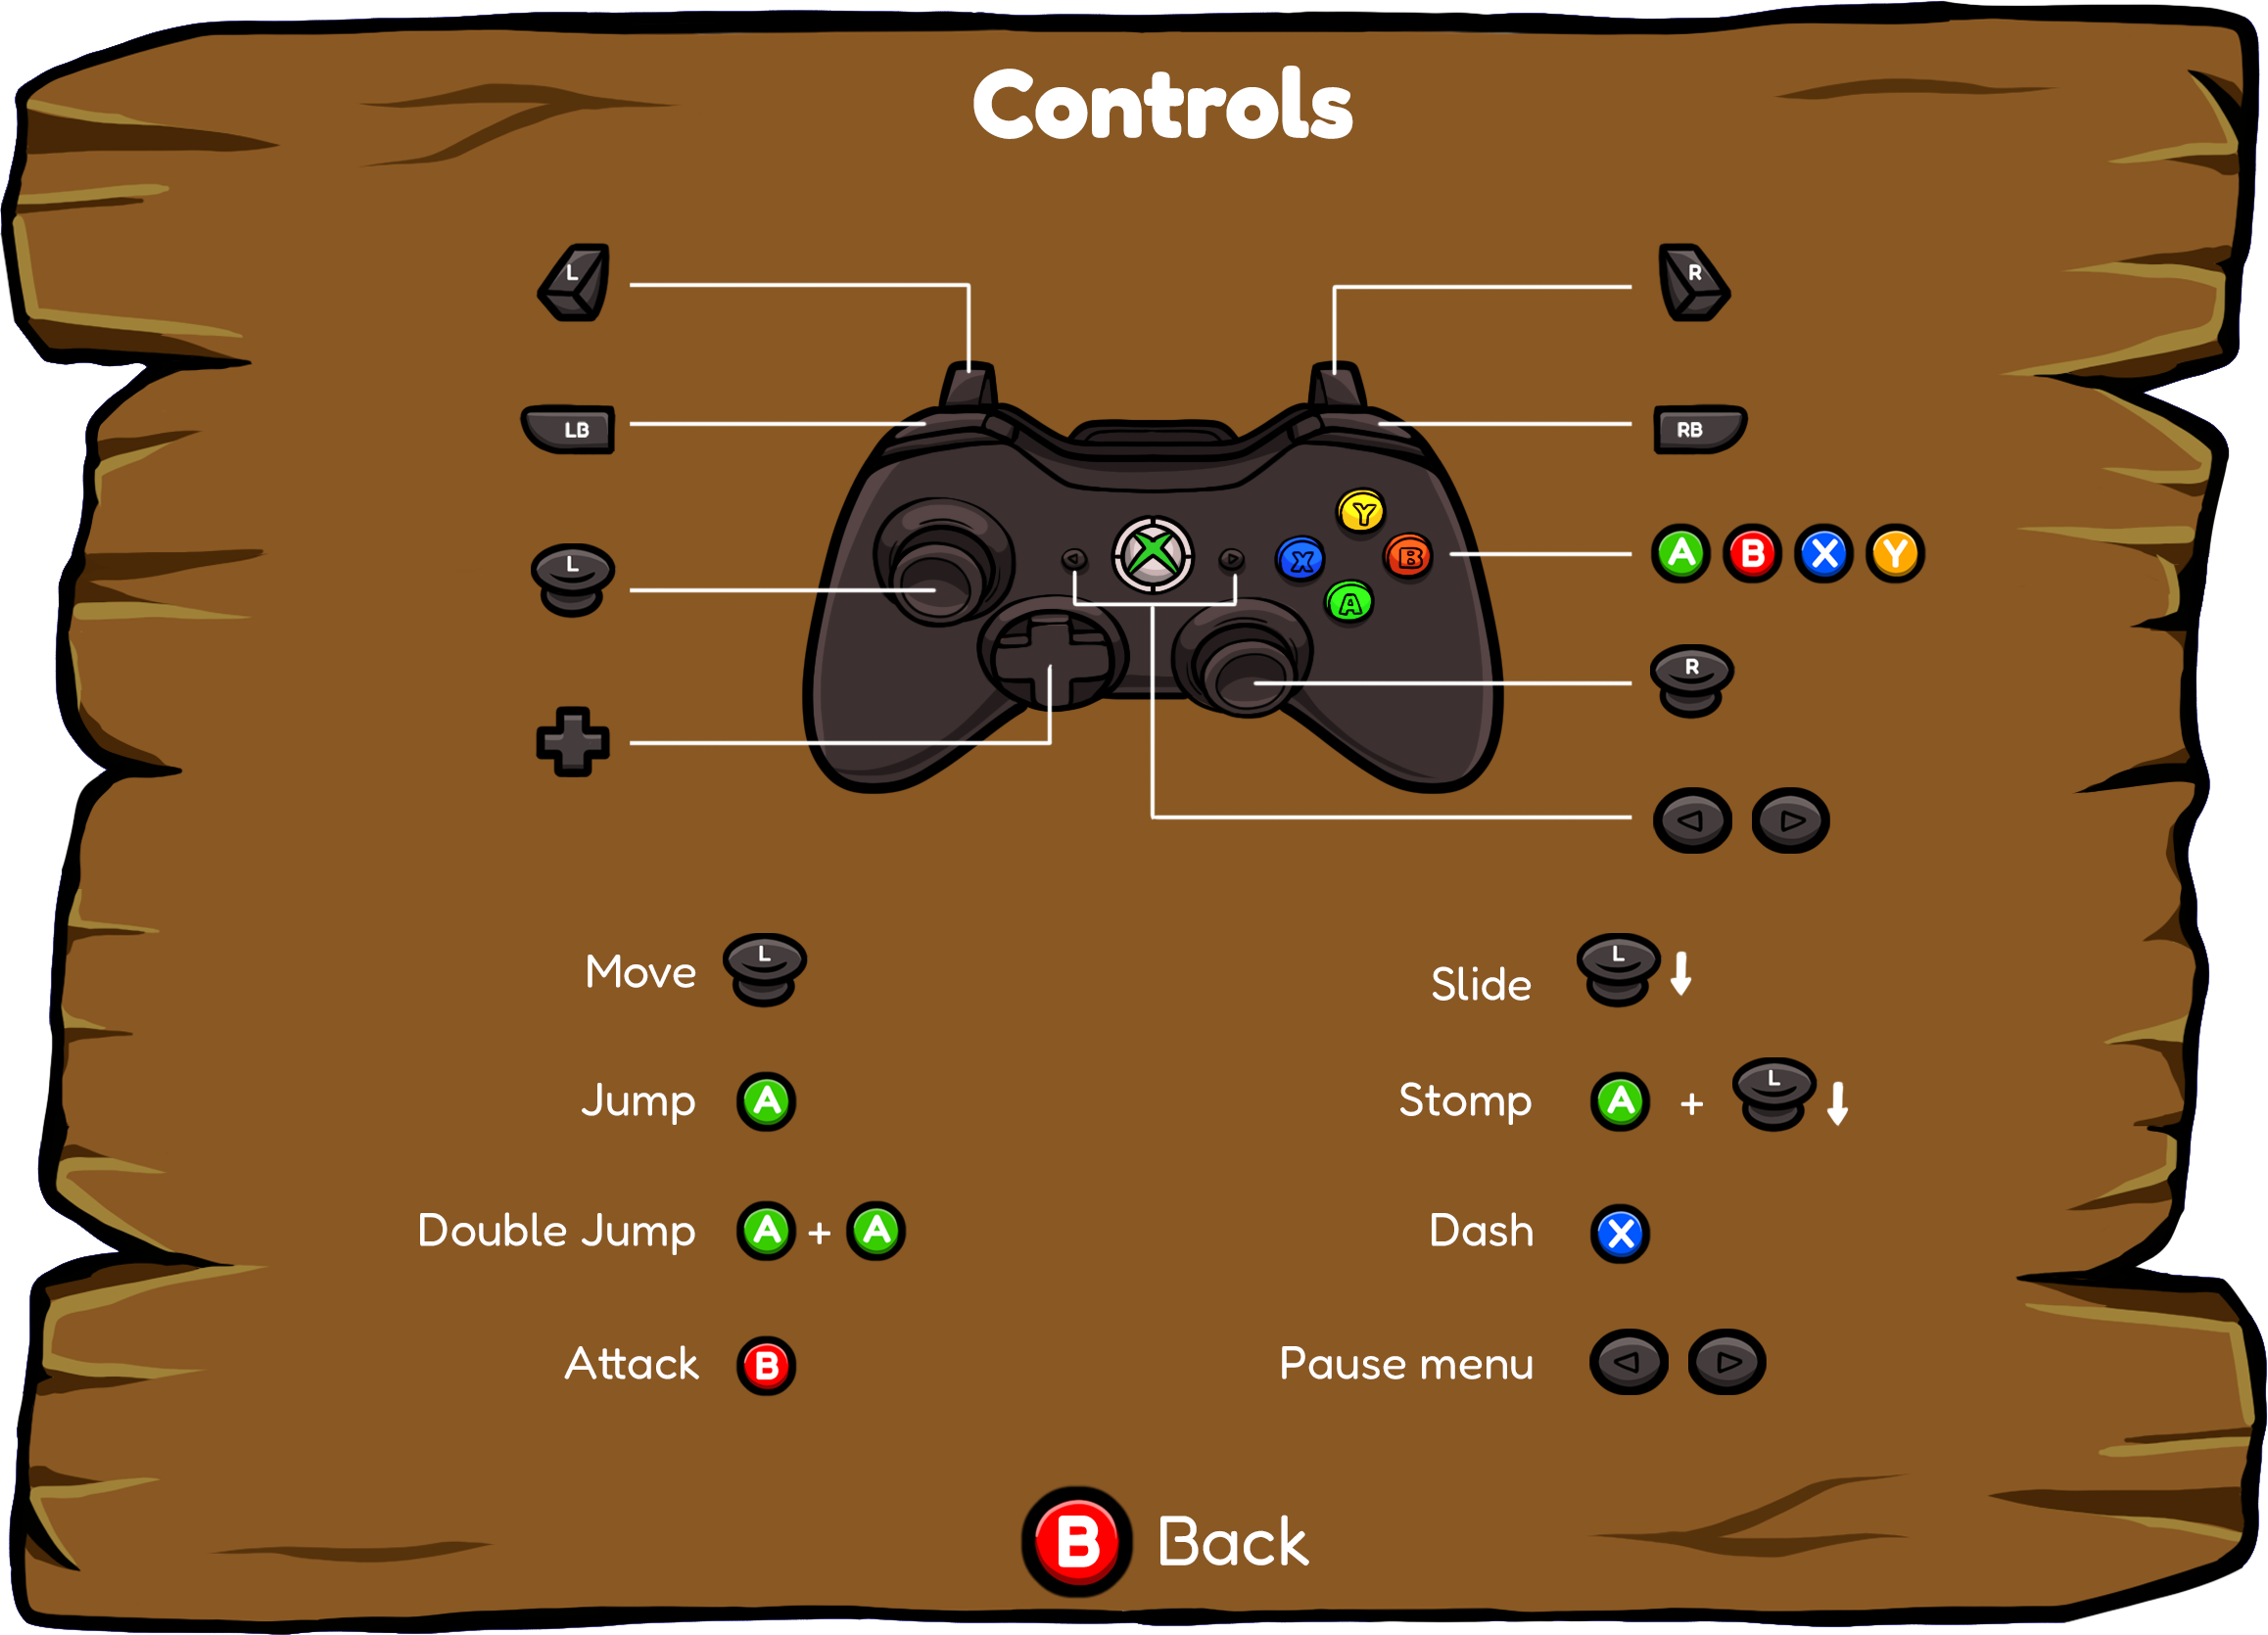 Controls
L
R
LB
RB
Y
X B
A
A B X Y
L
R
Move L
Slide L
Jump A
Stomp A + L
Double Jump A + A
Dash X
Attack B
Pause menu
B Back